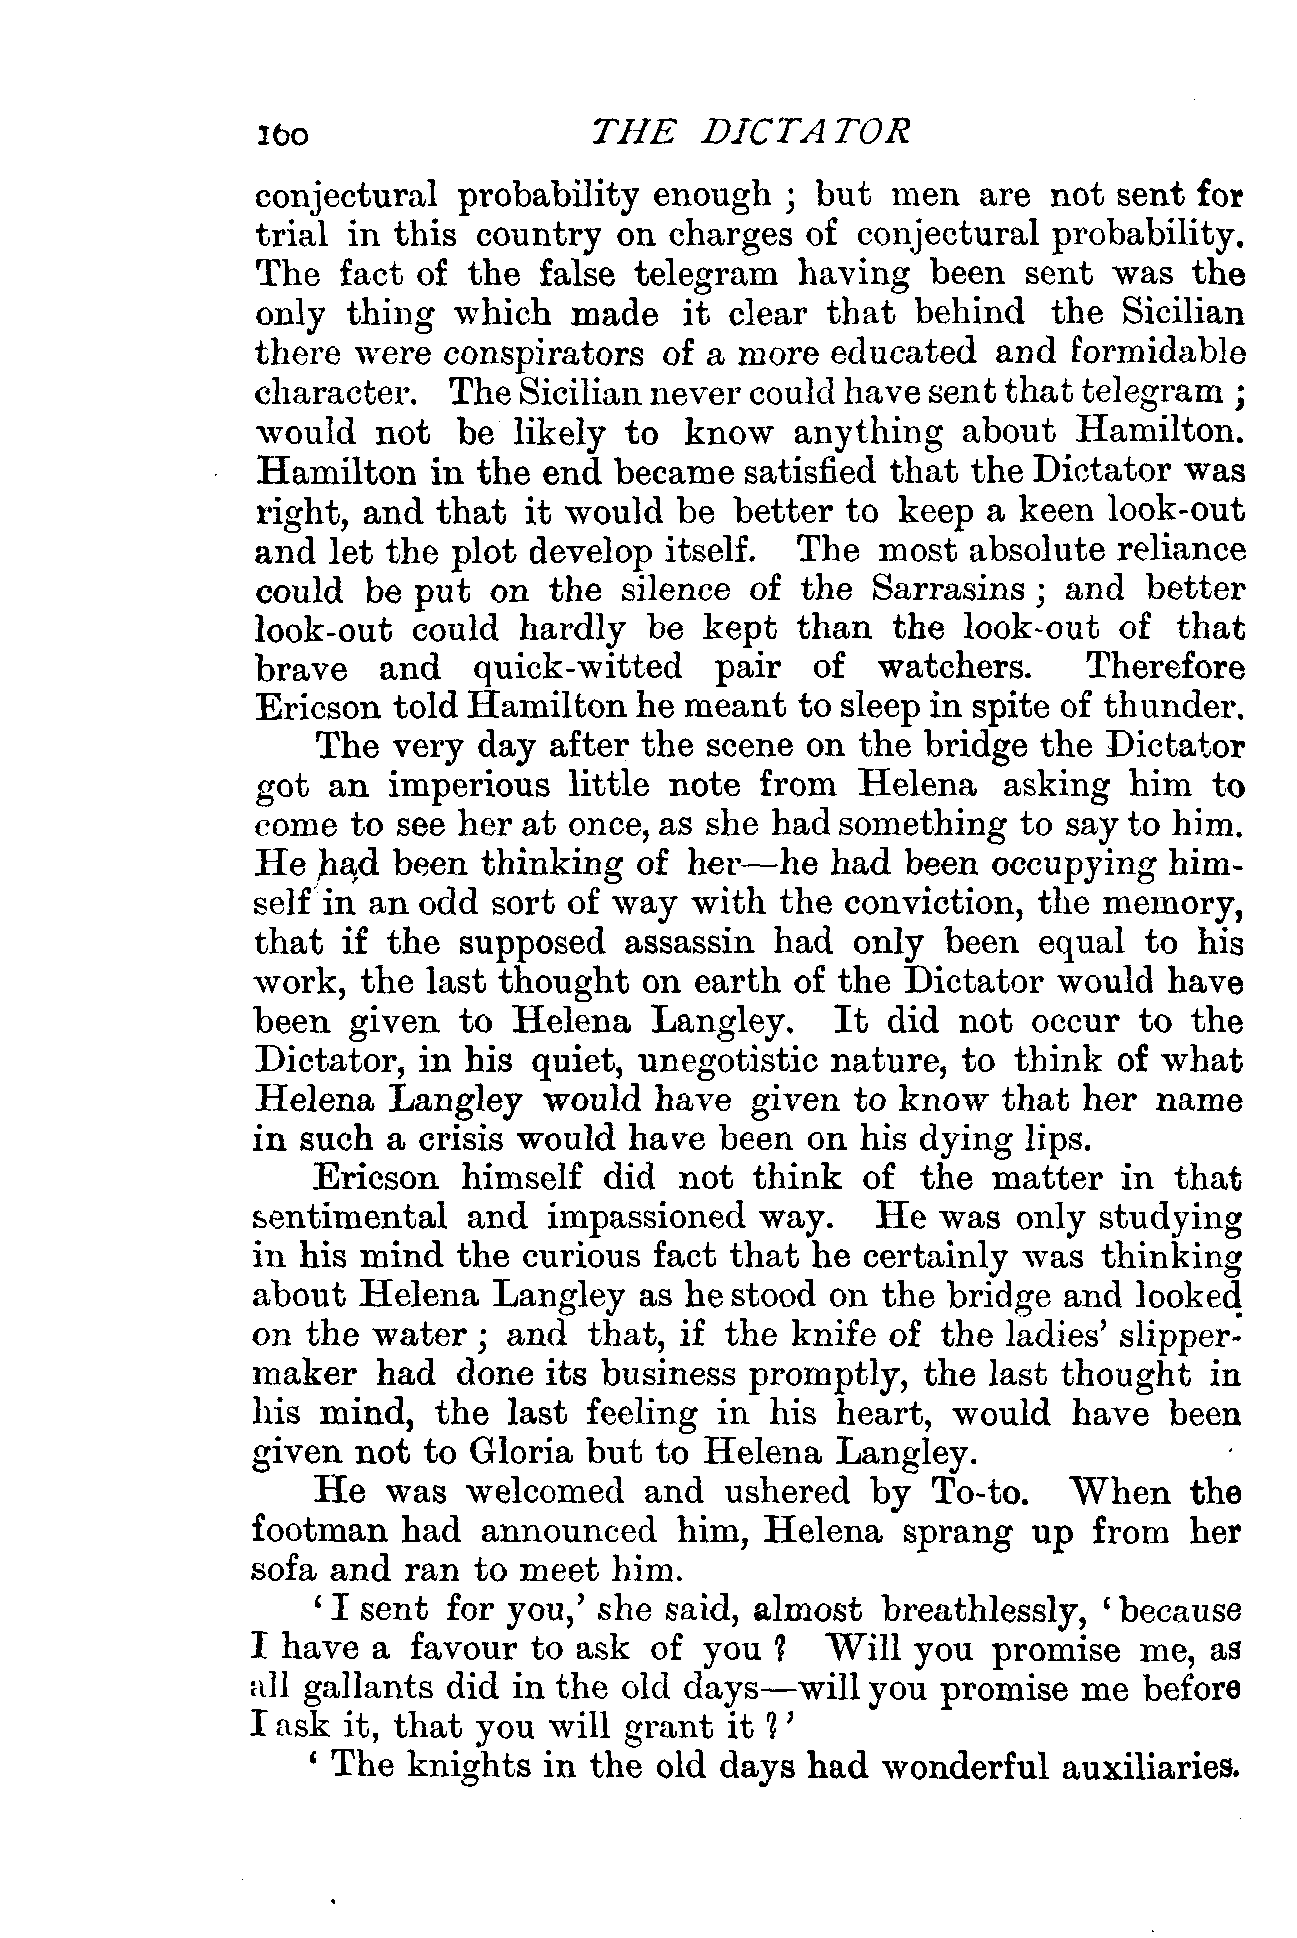 160 THE DICTATOR
conjectural probability enough ; but men are not sent for
trial in this country on charges of conjectural probability.
The fact of the false telegram having been sent was the
only thing which made it clear that behind the Sicilian
there were conspirators of a more educated and formidable
character. The Sicilian never could have sent that telegram ;
would not be likely to know anything about Hamilton.
Hamilton in the end became satisfied that the Dictator was
right, and that it would be better to keep a keen look-out
and let the plot develop itself. The most absolute reliance
could be put on the silence of the Sarrasins ; and better
look-out could hardly be kept than the look-out of that
brave and quick-witted pair of watchers. Therefore
Ericson told Hamilton he meant to sleep in spite of thunder.
The very day after the scene on the bridge the Dictator
got an imperious little note from Helena asking him to
come to see her at once, as she had something to say to him.
He had been thinking of her—he had been occupying him-
self in an odd sort of way with the conviction, the memory,
that if the supposed assassin had only been equal to his
work, the last thought on earth of the Dictator would have
been given to Helena Langley. It did not occur to the
Dictator, in his quiet, unegotistic nature, to think of what
Helena Langley would have given to know that her name
in such a crisis would have been on his dying lips.
Ericson himself did not think of the matter in that
sentimental and impassioned way. He was only studying
in his mind the curious fact that he certainly was thinking
about Helena Langley as he stood on the bridge and looked
on the water ; and that, if the knife of the ladies' slipper-
maker had done its business promptly, the last thought in
his mind, the last feeling in his heart, would have been
given not to Gloria but to Helena Langley.
He was welcomed and ushered by To-to. When the
footman had announced him, Helena sprang up from her
sofa and ran to meet him.
‘ I sent for you,’ she said, almost breathlessly, ‘ because
I have a favour to ask of you ? Will you promise me, as
all gallants did in the old days—will you promise me before
I ask it, that you will grant it ?’
‘ The knights in the old days had wonderful auxiliaries.